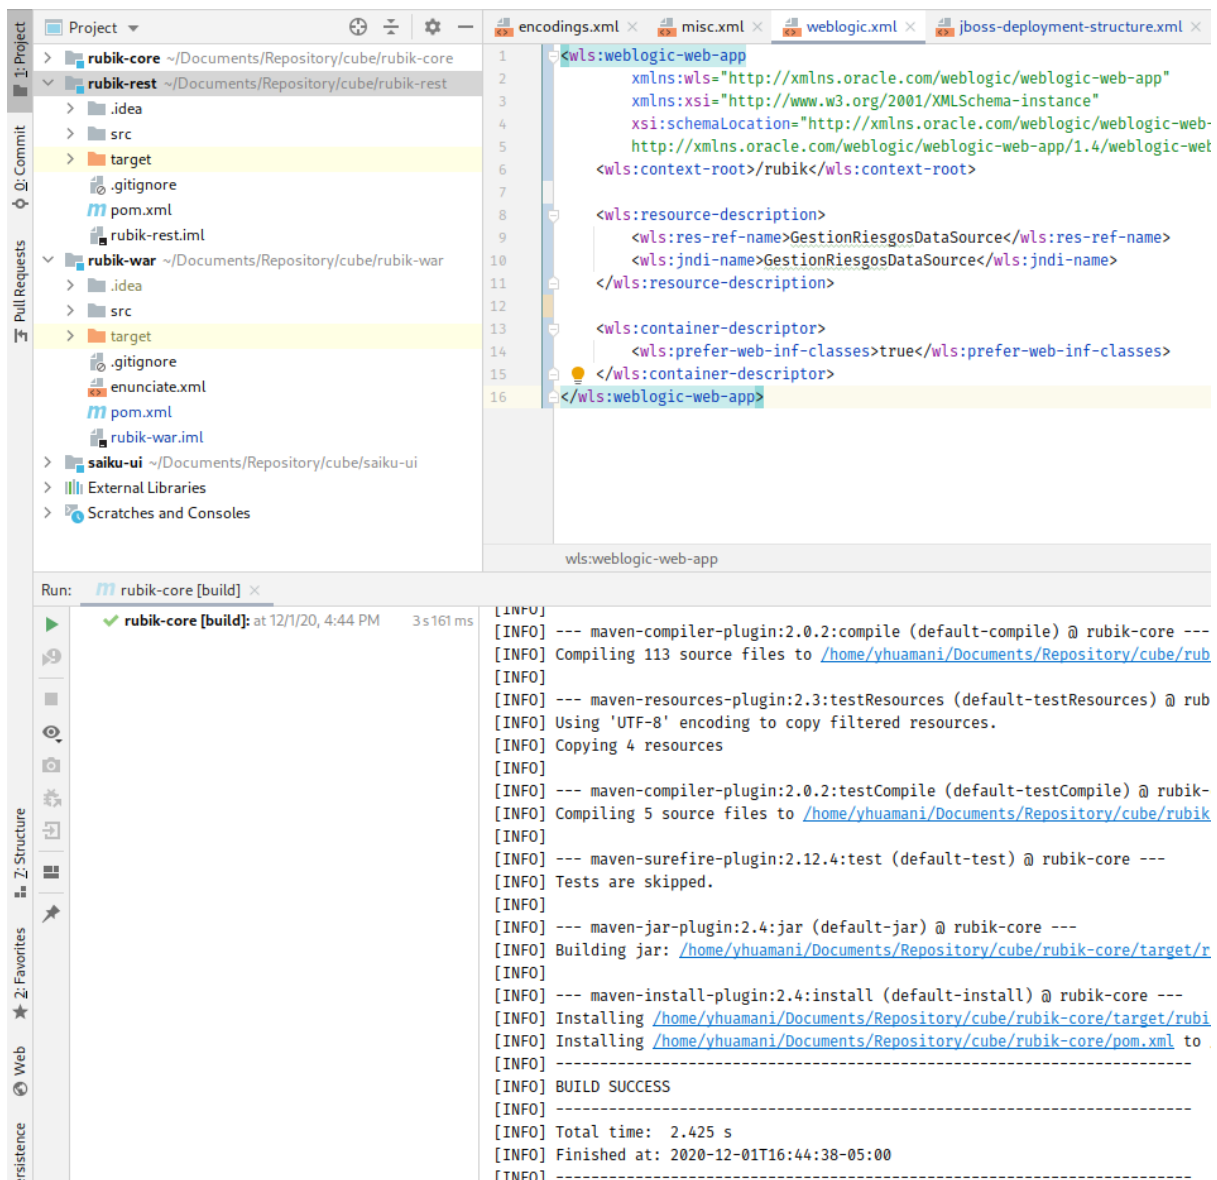 Project
encodings.xml
misc.xml
weblogic.xml
jboss-deployment-structure.xml
1: Project
0: Commit
Pull Requests
7: Structure
2: Favorites
Web
rsistence
rubik-core ~/Documents/Repository/cube/rubik-core
rubik-rest ~/Documents/Repository/cube/rubik-rest
.idea
src
target
.gitignore
pom.xml
rubik-rest.iml
rubik-war ~/Documents/Repository/cube/rubik-war
.idea
src
target
.gitignore
enunciate.xml
pom.xml
rubik-war.iml
saiku-ui ~/Documents/Repository/cube/saiku-ui
External Libraries
Scratches and Consoles
1 <wls:weblogic-web-app
2 xmlns:wls="http://xmlns.oracle.com/weblogic/weblogic-web-app"
3 xmlns:xsi="http://www.w3.org/2001/XMLSchema-instance"
4 xsi:schemaLocation="http://xmlns.oracle.com/weblogic/weblogic-web-
5 http://xmlns.oracle.com/weblogic/weblogic-web-app/1.4/weblogic-web
6 <wls:context-root>/rubik</wls:context-root>
7
8 <wls:resource-description>
9 <wls:res-ref-name>GestionRiesgosDataSource</wls:res-ref-name>
10 <wls:jndi-name>GestionRiesgosDataSource</wls:jndi-name>
11 </wls:resource-description>
12
13 <wls:container-descriptor>
14 <wls:prefer-web-inf-classes>true</wls:prefer-web-inf-classes>
15 </wls:container-descriptor>
16 </wls:weblogic-web-app>
wls:weblogic-web-app
Run: rubik-core [build]
rubik-core [build]: at 12/1/20, 4:44 PM 3 s 161 ms
[INFO]
[INFO] --- maven-compiler-plugin:2.0.2:compile (default-compile) @ rubik-core ---
[INFO] Compiling 113 source files to /home/yhuamani/Documents/Repository/cube/rub
[INFO]
[INFO] --- maven-resources-plugin:2.3:testResources (default-testResources) @ rub
[INFO] Using 'UTF-8' encoding to copy filtered resources.
[INFO] Copying 4 resources
[INFO]
[INFO] --- maven-compiler-plugin:2.0.2:testCompile (default-testCompile) @ rubik-
[INFO] Compiling 5 source files to /home/yhuamani/Documents/Repository/cube/rubik
[INFO]
[INFO] --- maven-surefire-plugin:2.12.4:test (default-test) @ rubik-core ---
[INFO] Tests are skipped.
[INFO]
[INFO] --- maven-jar-plugin:2.4:jar (default-jar) @ rubik-core ---
[INFO] Building jar: /home/yhuamani/Documents/Repository/cube/rubik-core/target/r
[INFO]
[INFO] --- maven-install-plugin:2.4:install (default-install) @ rubik-core ---
[INFO] Installing /home/yhuamani/Documents/Repository/cube/rubik-core/target/rubi
[INFO] Installing /home/yhuamani/Documents/Repository/cube/rubik-core/pom.xml to
[INFO] ------------------------------------------------------------------------
[INFO] BUILD SUCCESS
[INFO] ------------------------------------------------------------------------
[INFO] Total time:  2.425 s
[INFO] Finished at: 2020-12-01T16:44:38-05:00
[INFO] ------------------------------------------------------------------------